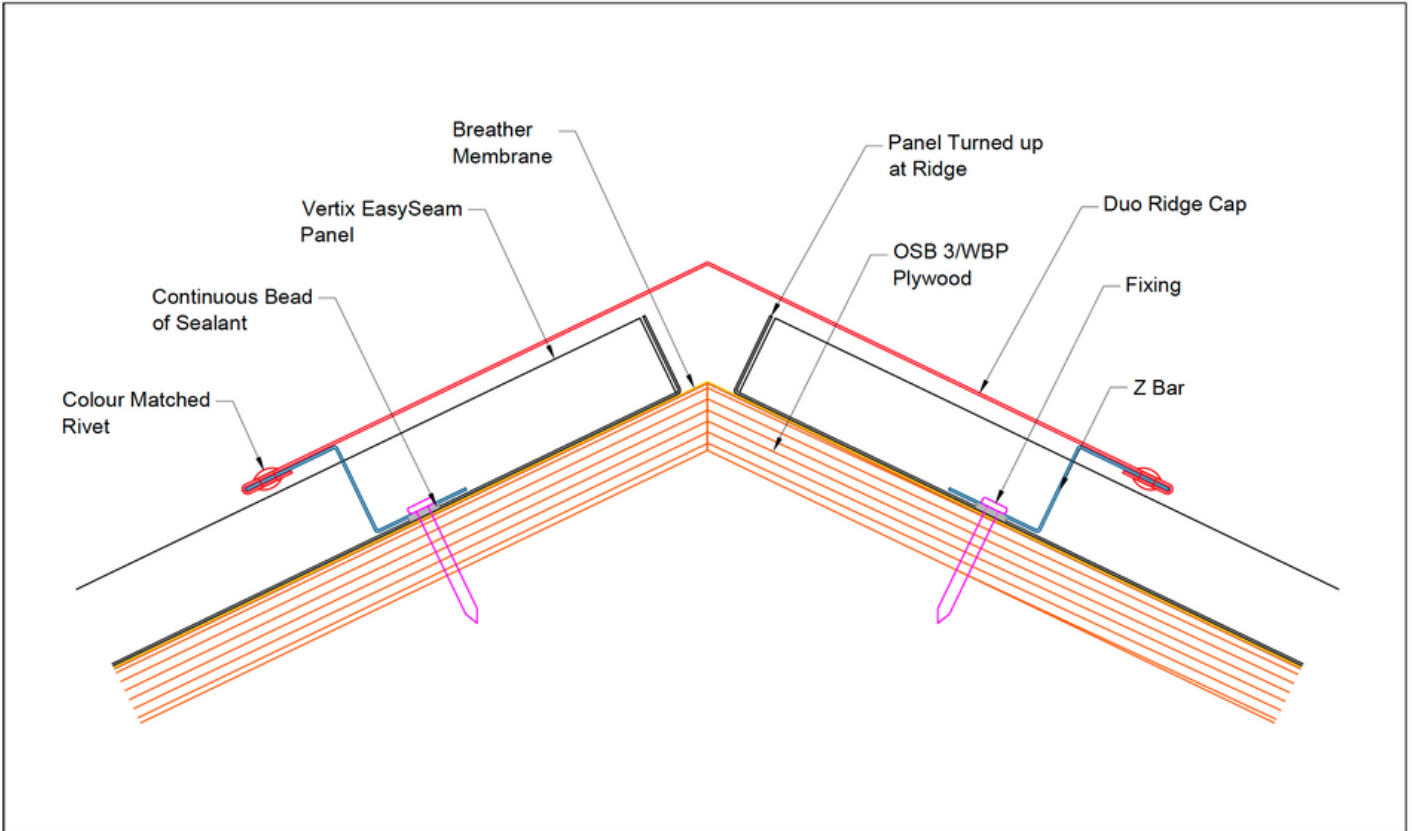 Breather
Membrane
Panel Turned up
at Ridge
Vertix EasySeam
Panel
Duo Ridge Cap
OSB 3/WBP
Plywood
Continuous Bead
of Sealant
Fixing
Colour Matched
Rivet
Z Bar